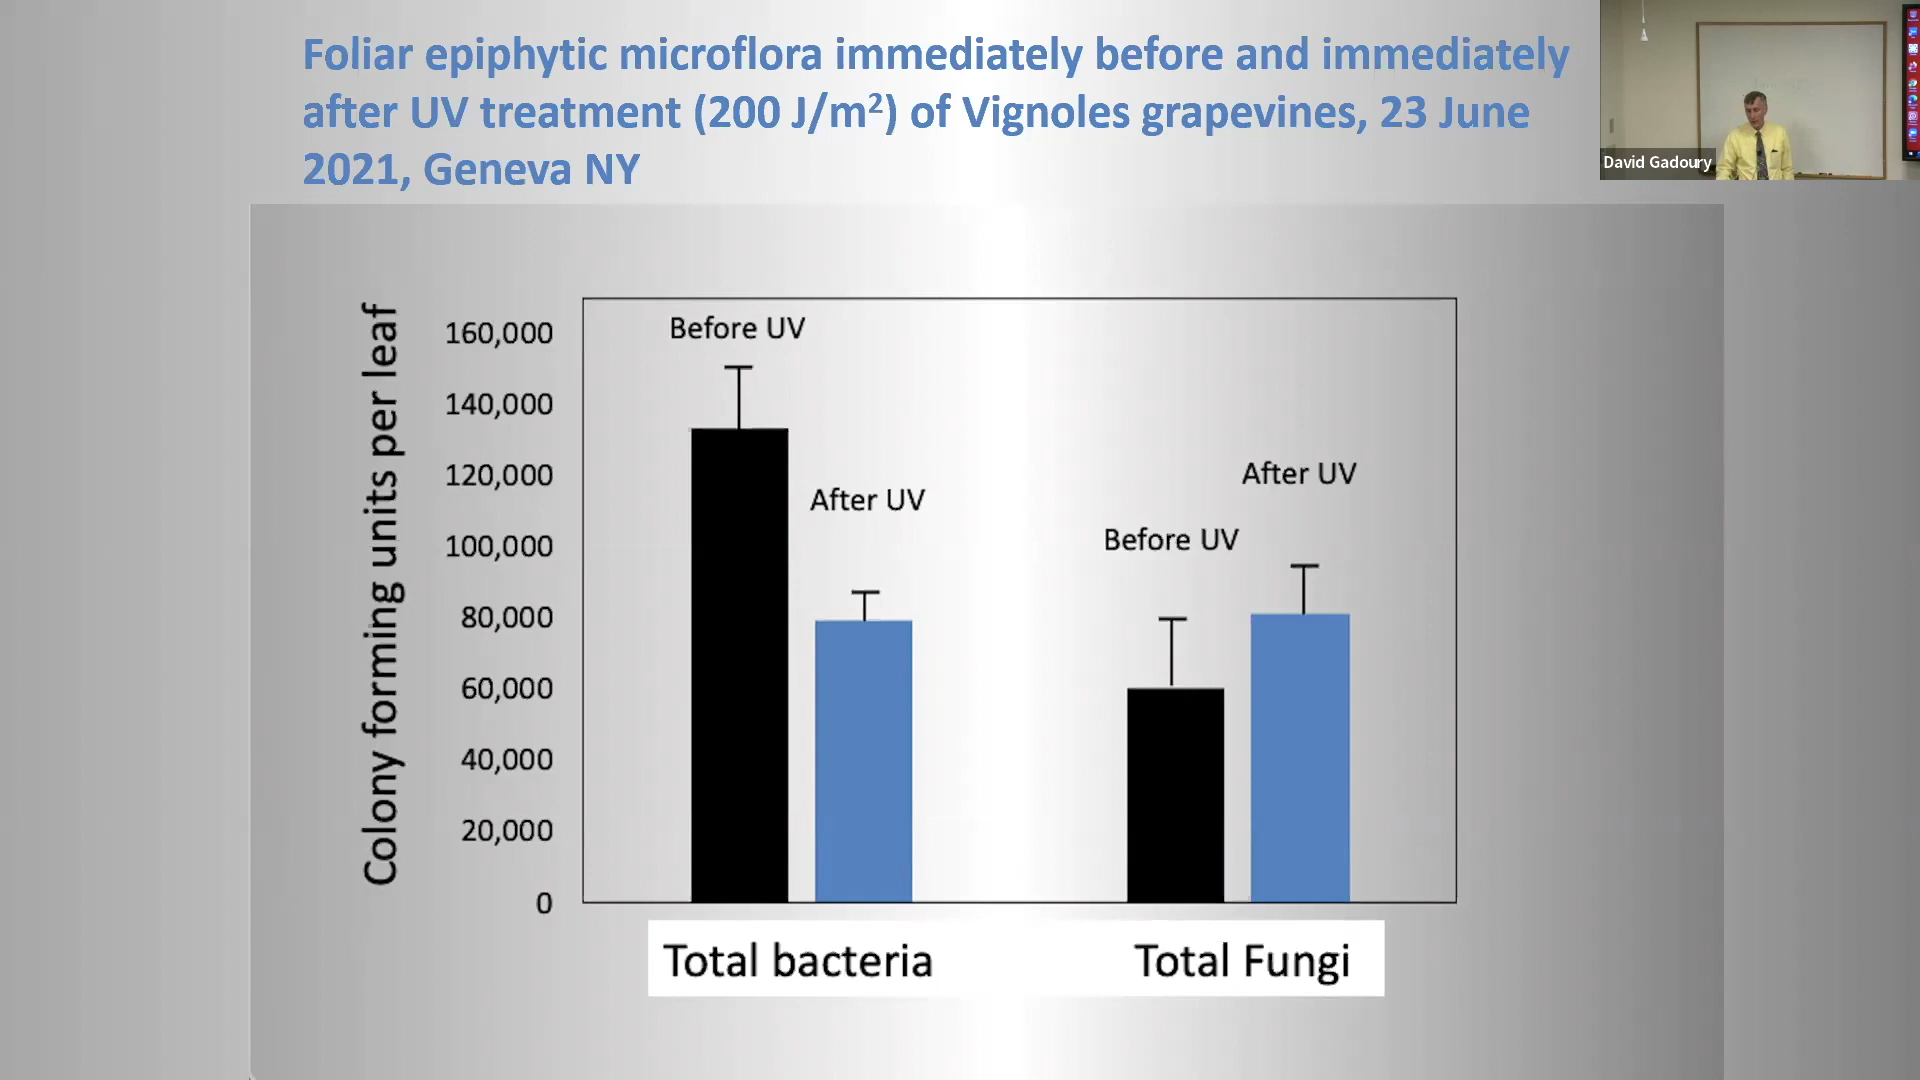 Foliar epiphytic microflora immediately before and immediately
after UV treatment (200 J/m²) of Vignoles grapevines, 23 June
2021, Geneva NY
David Gadoury
Colony forming units per leaf
160,000
140,000
120,000
100,000
80,000
60,000
40,000
20,000
0
Before UV
After UV
Before UV
After UV
Total bacteria
Total Fungi